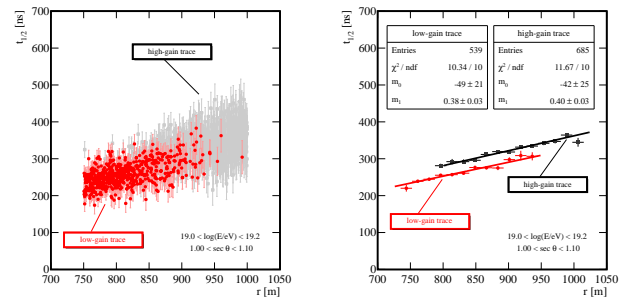 t1/2 [ns]
700
600
500
400
300
200
100
0
high-gain trace
low-gain trace
19.0 < log(E/eV) < 19.2
1.00 < sec θ < 1.10
700 750 800 850 900 950 1000 1050
r [m]
t1/2 [ns]
700
600
500
400
300
200
100
0
low-gain trace
Entries 539
χ² / ndf 10.34 / 10
m0 -49 ± 21
m1 0.38 ± 0.03
high-gain trace
Entries 685
χ² / ndf 11.67 / 10
m0 -42 ± 25
m1 0.40 ± 0.03
high-gain trace
low-gain trace
19.0 < log(E/eV) < 19.2
1.00 < sec θ < 1.10
700 750 800 850 900 950 1000 1050
r [m]